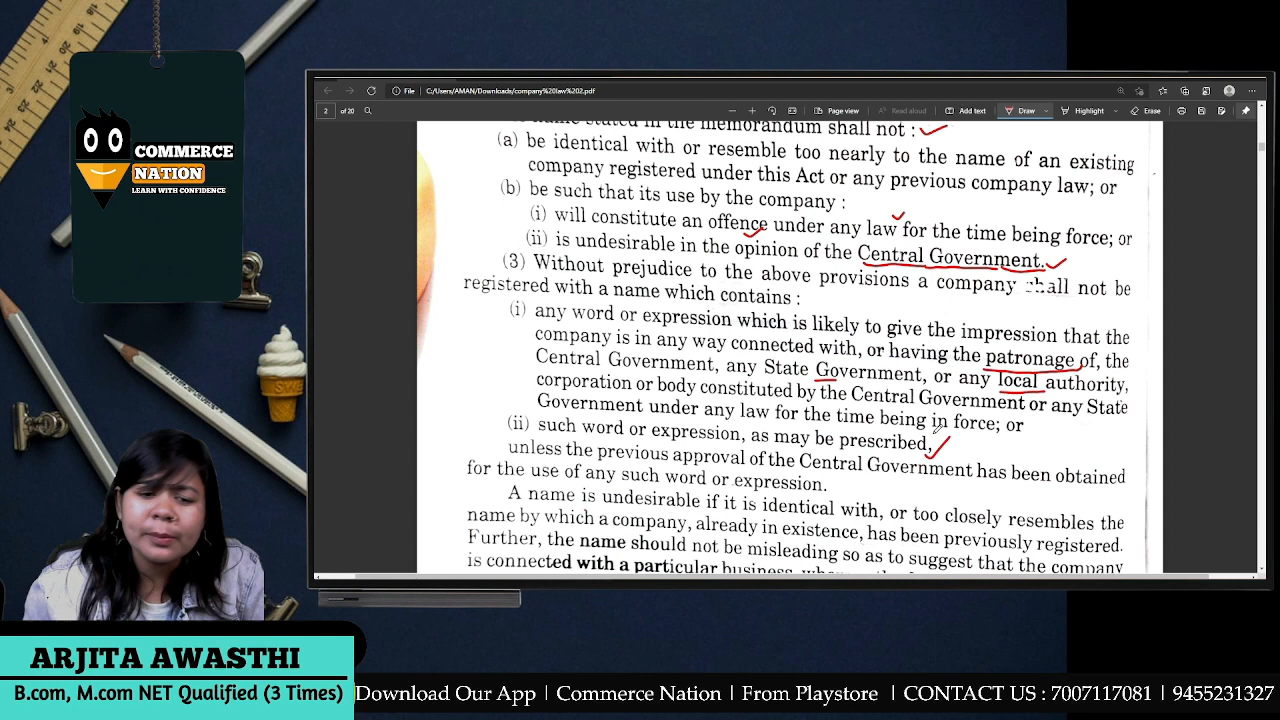 COMMERCE
NATION
LEARN WITH CONFIDENCE
File C:/Users/AMAN/Downloads/company%20law%202.pdf
2 of 20 Page view Read aloud Add text Draw Highlight Erase
name stated in the memorandum shall not :
(a) be identical with or resemble too nearly to the name of an existing
company registered under this Act or any previous company law; or
(b) be such that its use by the company :
(i) will constitute an offence under any law for the time being force; or
(ii) is undesirable in the opinion of the Central Government.
(3) Without prejudice to the above provisions a company shall not be
registered with a name which contains :
(i) any word or expression which is likely to give the impression that the
company is in any way connected with, or having the patronage of, the
Central Government, any State Government, or any local authority,
corporation or body constituted by the Central Government or any State
Government under any law for the time being in force; or
(ii) such word or expression, as may be prescribed,
unless the previous approval of the Central Government has been obtained
for the use of any such word or expression.
A name is undesirable if it is identical with, or too closely resembles the
name by which a company, already in existence, has been previously registered.
Further, the name should not be misleading so as to suggest that the company
is connected with a particular business,
ARJITA AWASTHI
B.com, M.com NET Qualified (3 Times)
Download Our App | Commerce Nation | From Playstore | CONTACT US : 7007117081 | 9455231327